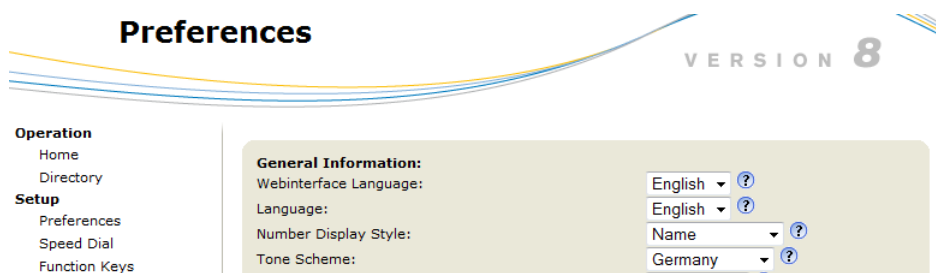 Preferences
VERSION 8
Operation
Home
Directory
Setup
Preferences
Speed Dial
Function Keys
General Information:
Webinterface Language: English ?
Language: English ?
Number Display Style: Name ?
Tone Scheme: Germany ?